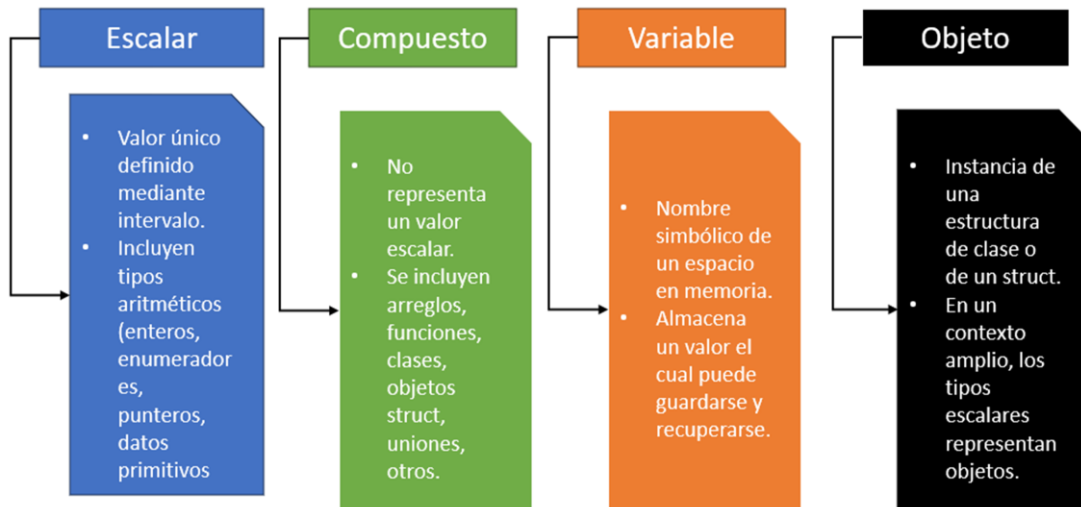 Escalar
• Valor único
definido
mediante
intervalo.
• Incluyen
tipos
aritméticos
(enteros,
enumerador
es,
punteros,
datos
primitivos
Compuesto
• No
representa
un valor
escalar.
• Se incluyen
arreglos,
funciones,
clases,
objetos
struct,
uniones,
otros.
Variable
• Nombre
simbólico de
un espacio
en memoria.
• Almacena
un valor el
cual puede
guardarse y
recuperarse.
Objeto
• Instancia de
una
estructura
de clase o
de un struct.
• En un
contexto
amplio, los
tipos
escalares
representan
objetos.